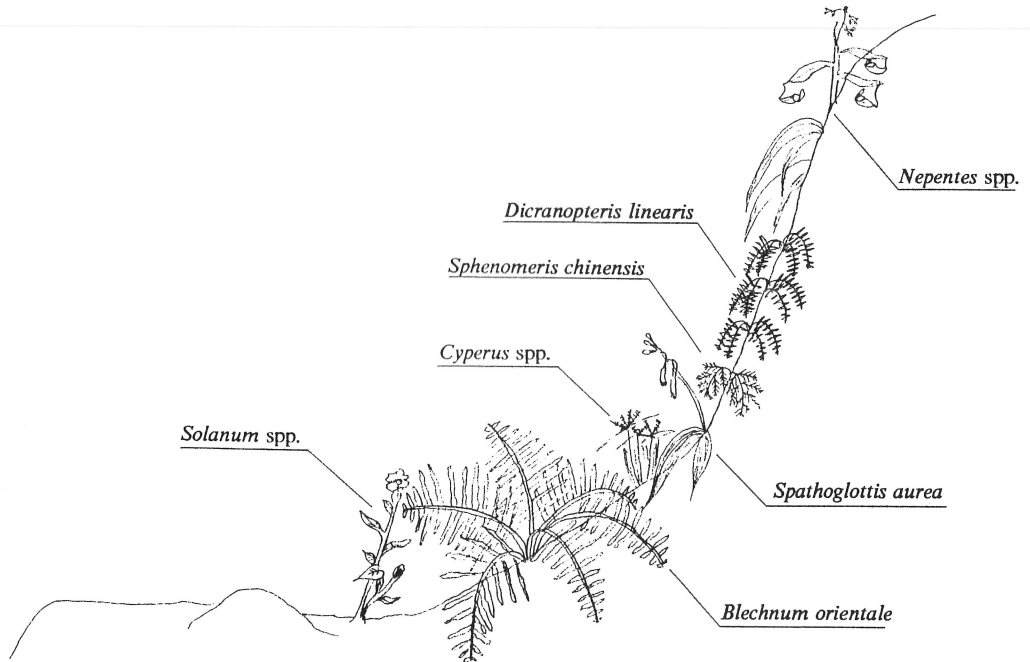 Nepentes spp.
Dicranopteris linearis
Sphenomeris chinensis
Cyperus spp.
Solanum spp.
Spathoglottis aurea
Blechnum orientale